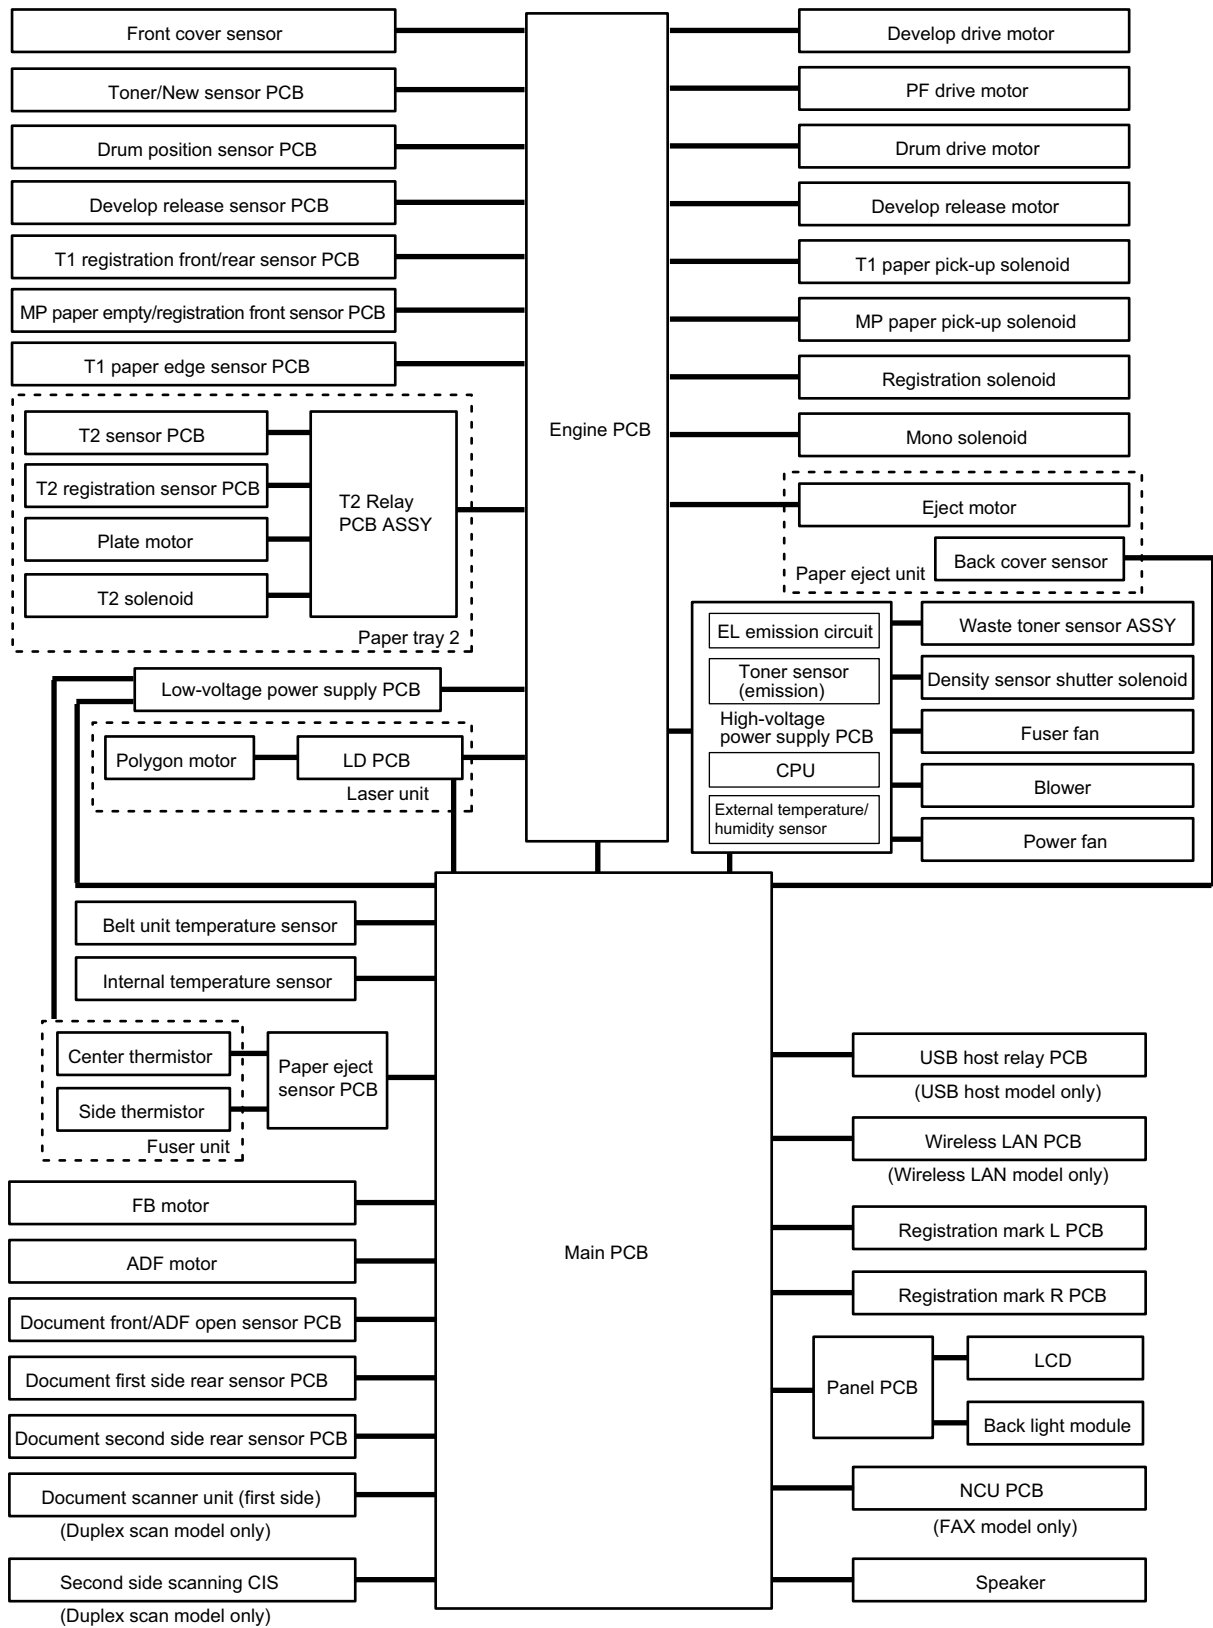 Front cover sensor
Toner/New sensor PCB
Drum position sensor PCB
Develop release sensor PCB
T1 registration front/rear sensor PCB
MP paper empty/registration front sensor PCB
T1 paper edge sensor PCB
T2 sensor PCB
T2 registration sensor PCB
Plate motor
T2 solenoid
T2 Relay
PCB ASSY
Paper tray 2
Low-voltage power supply PCB
Polygon motor
LD PCB
Laser unit
Engine PCB
Develop drive motor
PF drive motor
Drum drive motor
Develop release motor
T1 paper pick-up solenoid
MP paper pick-up solenoid
Registration solenoid
Mono solenoid
Eject motor
Back cover sensor
Paper eject unit
EL emission circuit
Toner sensor
(emission)
High-voltage
power supply PCB
CPU
External temperature/
humidity sensor
Waste toner sensor ASSY
Density sensor shutter solenoid
Fuser fan
Blower
Power fan
Belt unit temperature sensor
Internal temperature sensor
Center thermistor
Side thermistor
Fuser unit
Paper eject
sensor PCB
FB motor
ADF motor
Document front/ADF open sensor PCB
Document first side rear sensor PCB
Document second side rear sensor PCB
Document scanner unit (first side)
(Duplex scan model only)
Second side scanning CIS
(Duplex scan model only)
Main PCB
USB host relay PCB
(USB host model only)
Wireless LAN PCB
(Wireless LAN model only)
Registration mark L PCB
Registration mark R PCB
Panel PCB
LCD
Back light module
NCU PCB
(FAX model only)
Speaker